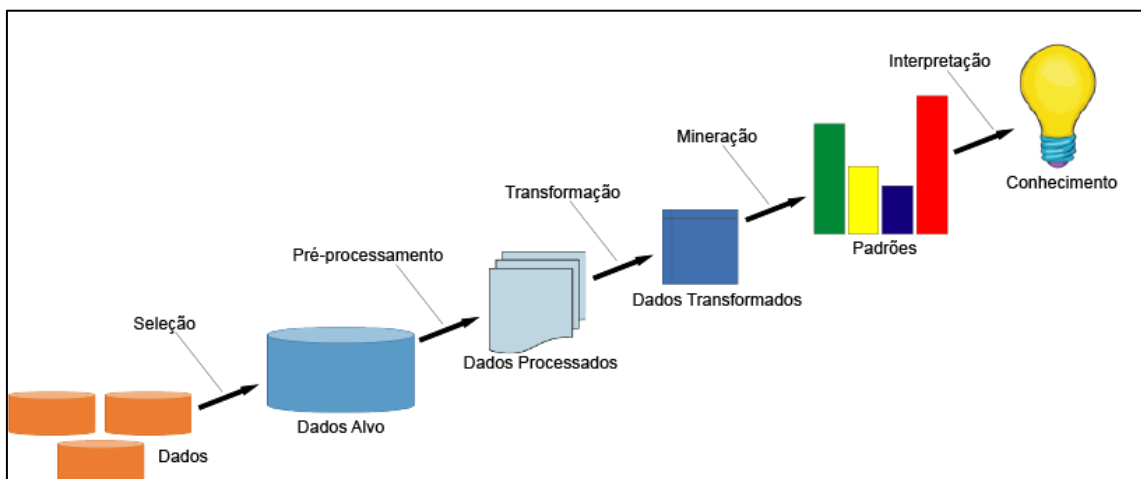 Interpretação
Mineração
Conhecimento
Transformação
Padrões
Pré-processamento
Dados Transformados
Seleção
Dados Processados
Dados Alvo
Dados